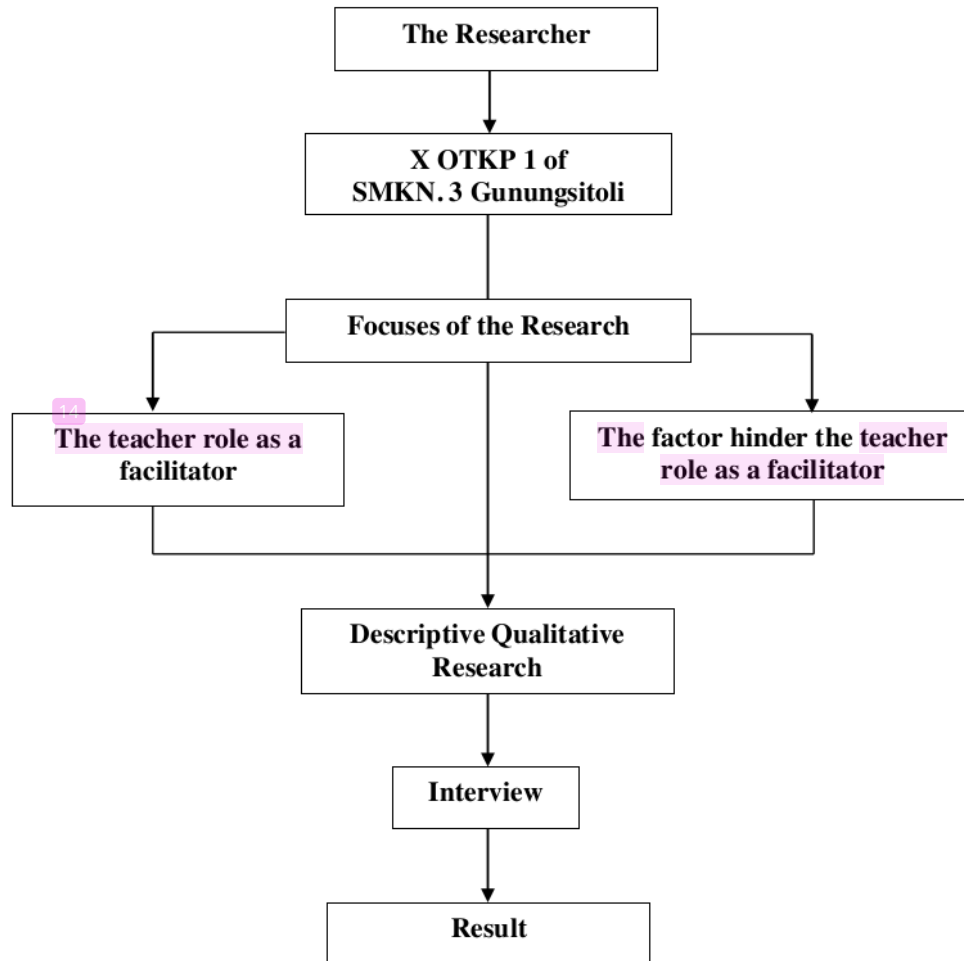 The Researcher
X OTKP 1 of
SMKN. 3 Gunungsitoli
Focuses of the Research
14
The teacher role as a
facilitator
The factor hinder the teacher
role as a facilitator
Descriptive Qualitative
Research
Interview
Result